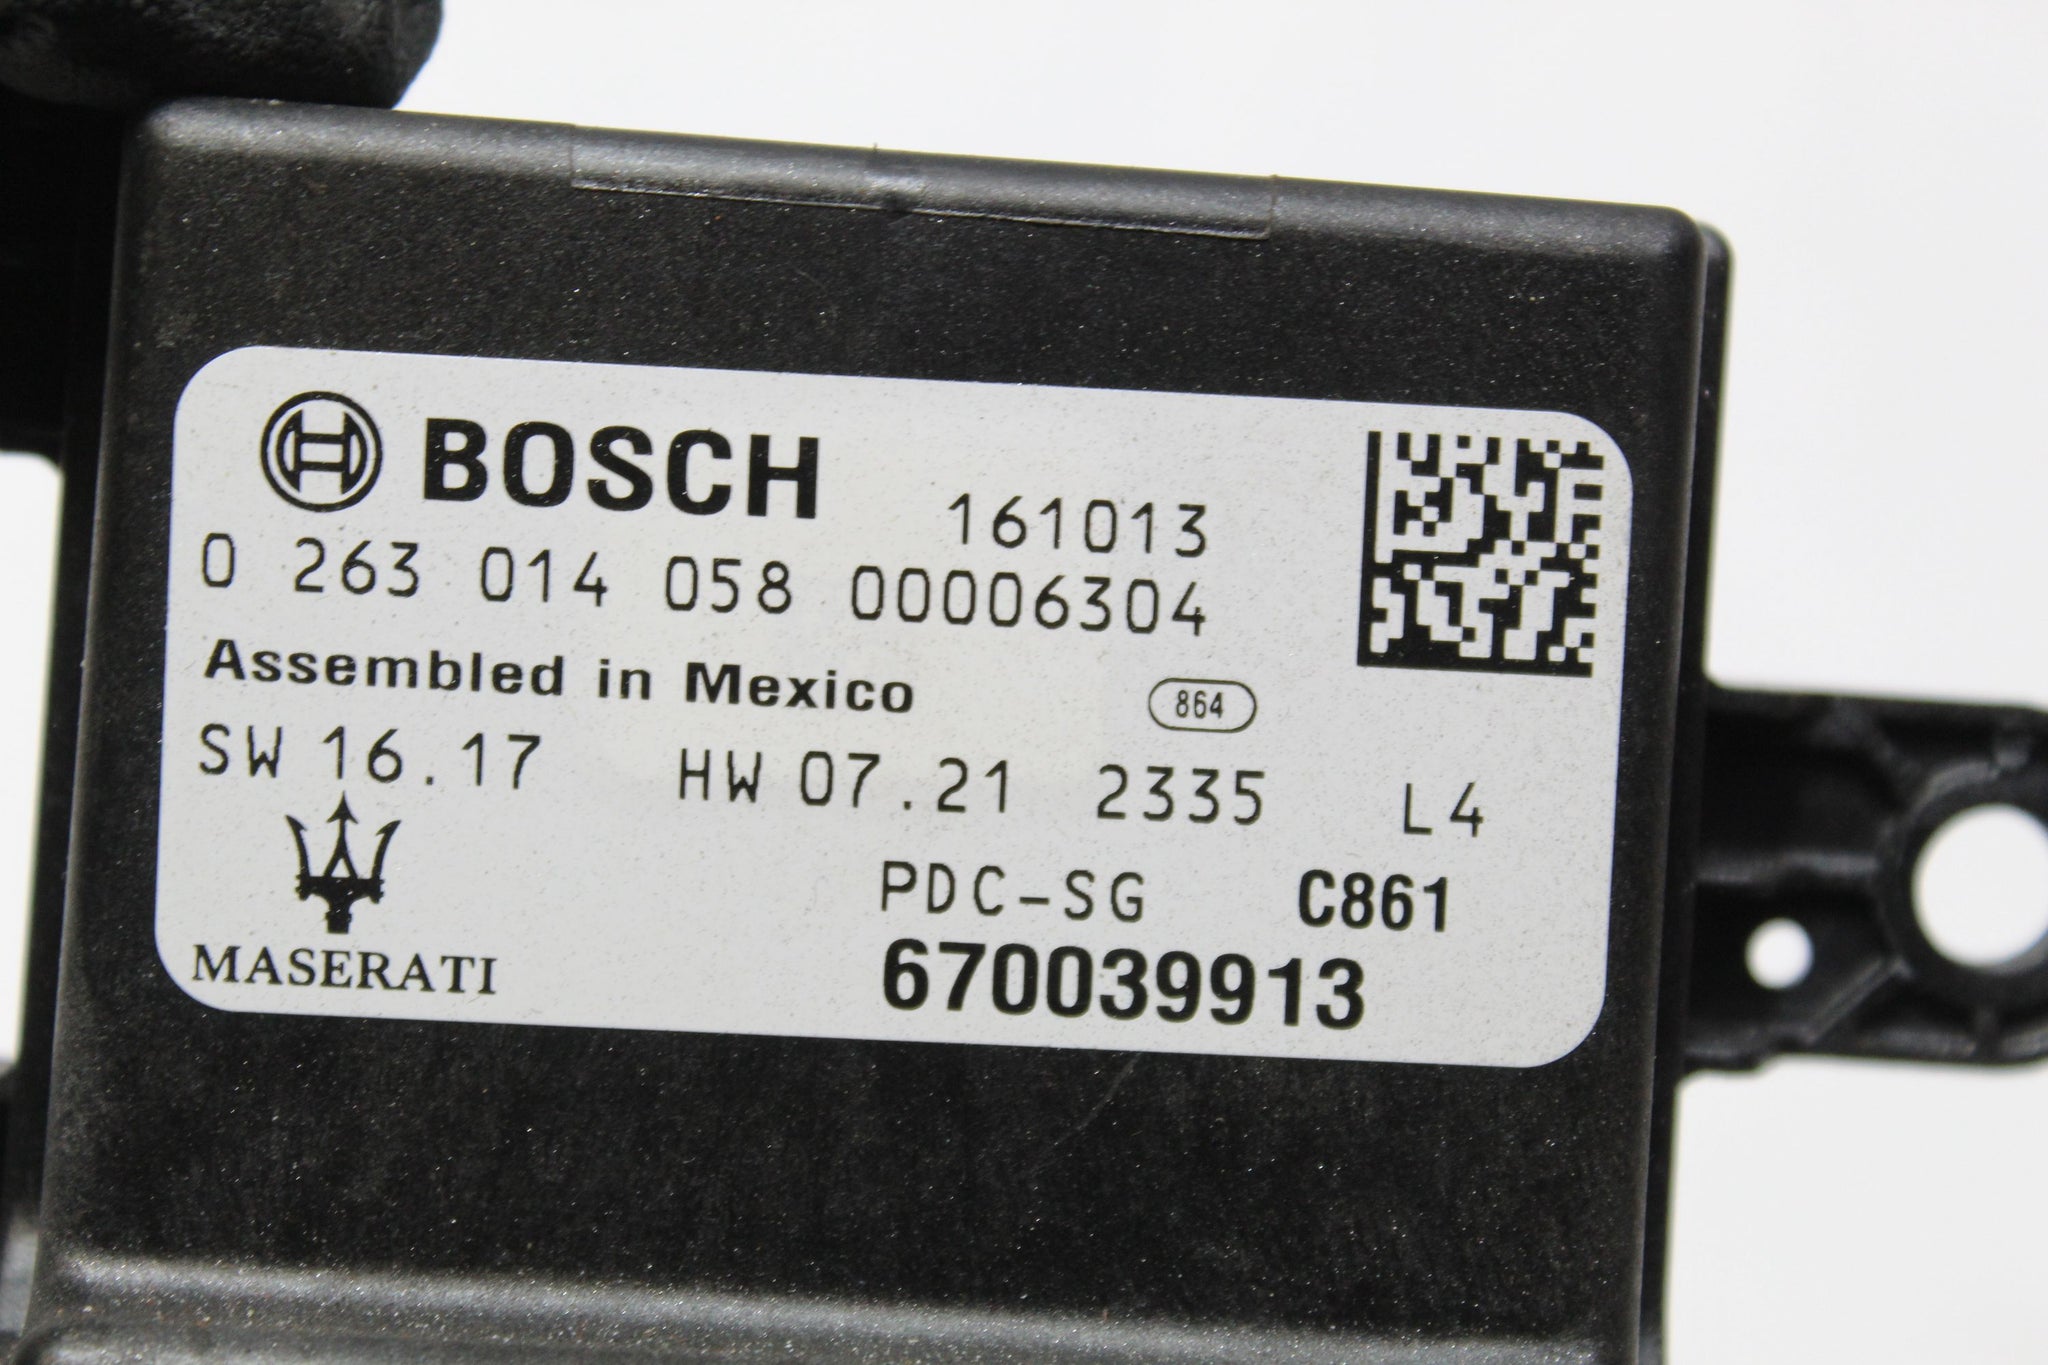 BOSCH 161013
0 263 014 058 00006304
Assembled in Mexico 864
SW 16.17 HW 07.21 2335 L4
PDC-SG C861
MASERATI 670039913